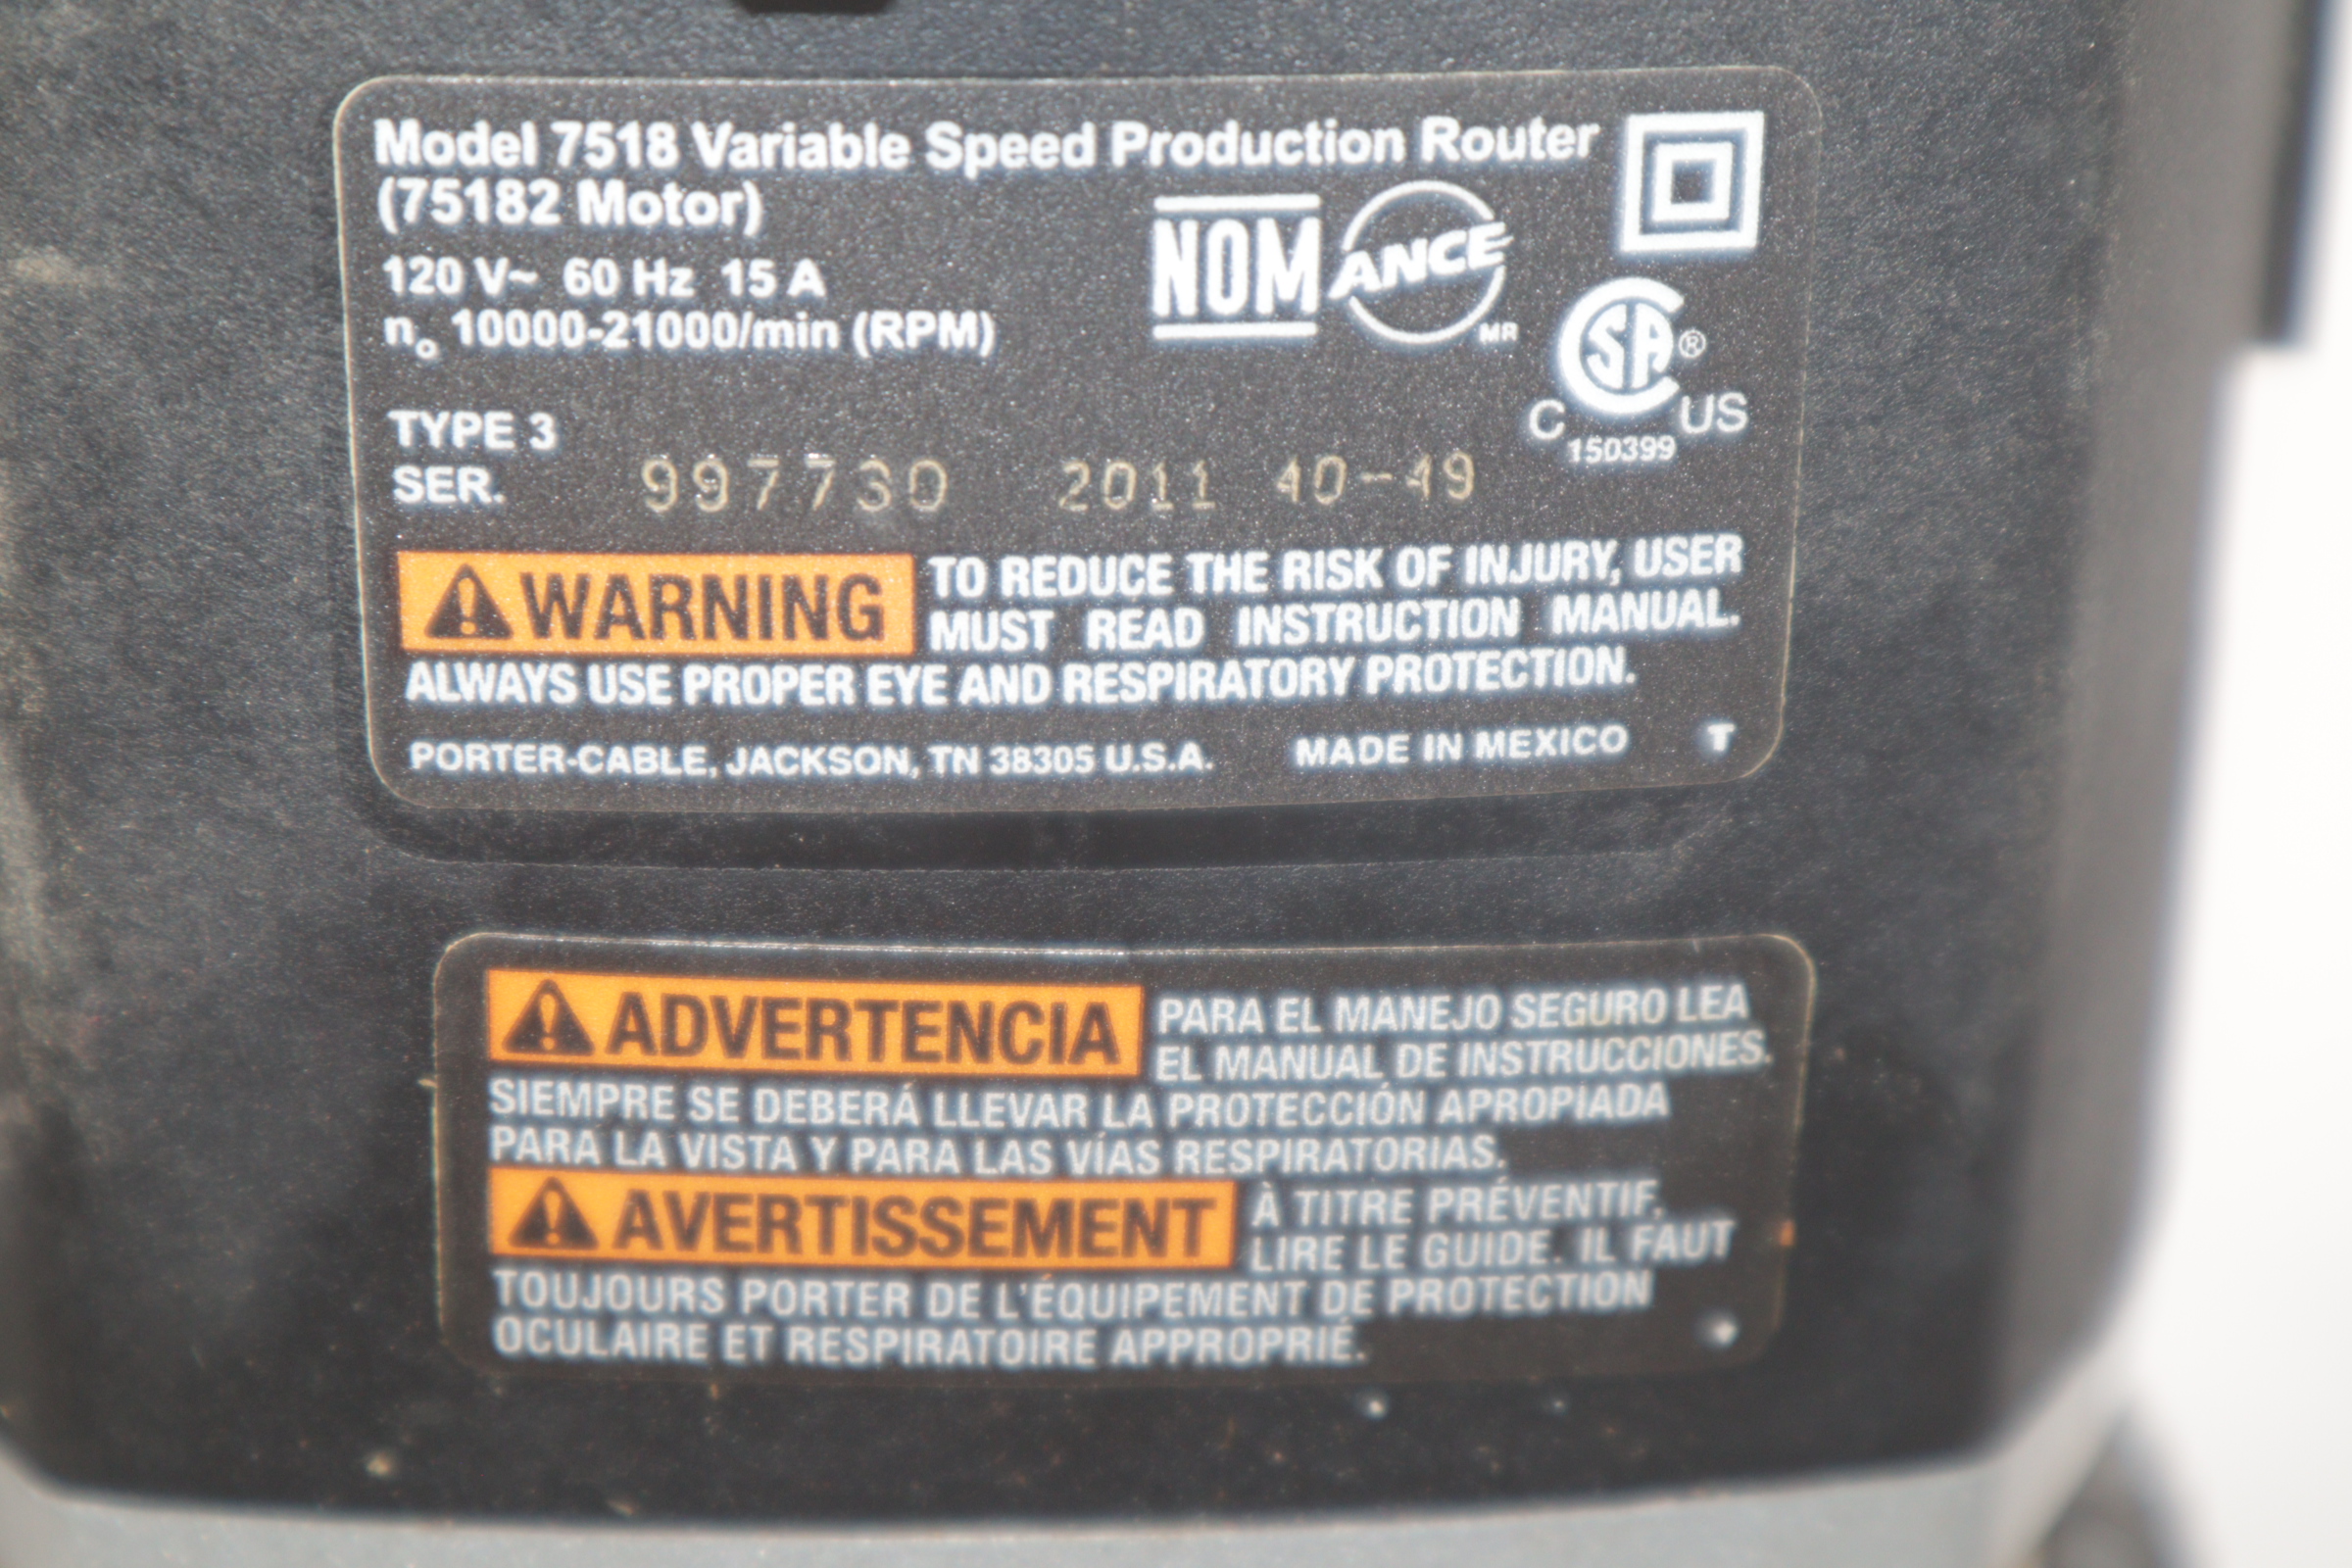 Model 7518 Variable Speed Production Router
(75182 Motor)
120 V~ 60 Hz 15 A
n₀ 10000-21000/min (RPM)
NOM ANCE MR
CSA®
C US
150399
TYPE 3
SER. 997730 2011 40-49
WARNING TO REDUCE THE RISK OF INJURY, USER
MUST READ INSTRUCTION MANUAL.
ALWAYS USE PROPER EYE AND RESPIRATORY PROTECTION.
PORTER-CABLE, JACKSON, TN 38305 U.S.A. MADE IN MEXICO T
ADVERTENCIA PARA EL MANEJO SEGURO LEA
EL MANUAL DE INSTRUCCIONES.
SIEMPRE SE DEBERÁ LLEVAR LA PROTECCIÓN APROPIADA
PARA LA VISTA Y PARA LAS VÍAS RESPIRATORIAS.
AVERTISSEMENT À TITRE PRÉVENTIF,
LIRE LE GUIDE. IL FAUT
TOUJOURS PORTER DE L'ÉQUIPEMENT DE PROTECTION
OCULAIRE ET RESPIRATOIRE APPROPRIÉ.